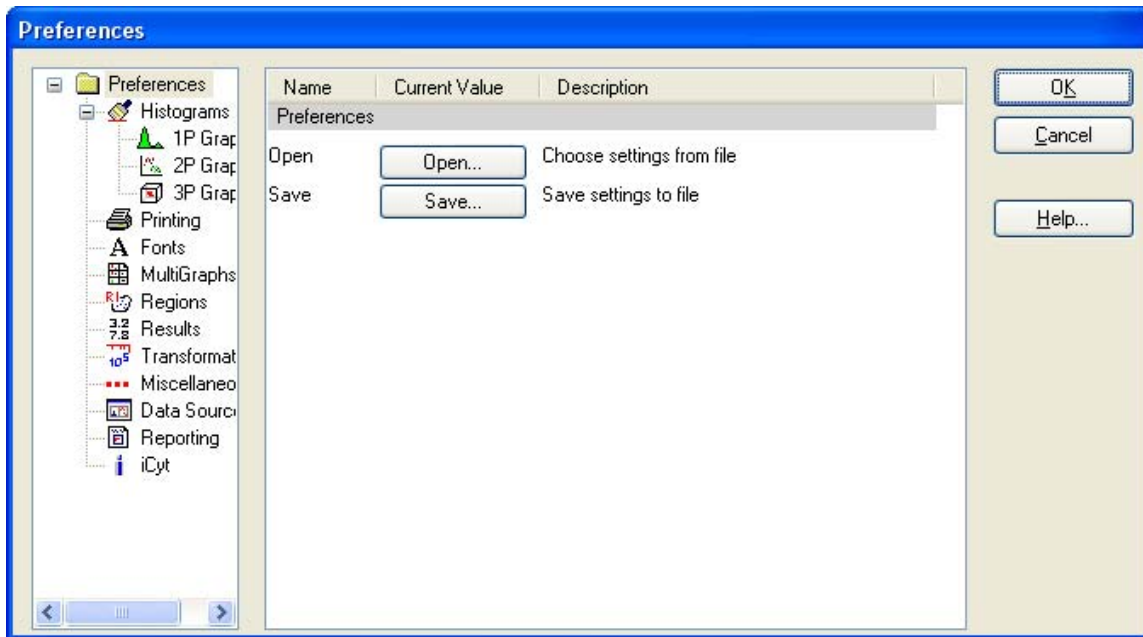 Preferences
Preferences
Histograms
1P Grap
2P Grap
3P Grap
Printing
Fonts
MultiGraphs
Regions
Results
Transformat
Miscellaneo
Data Sourc
Reporting
iCyt
Name Current Value Description
Preferences
Open Open... Choose settings from file
Save Save... Save settings to file
OK
Cancel
Help...